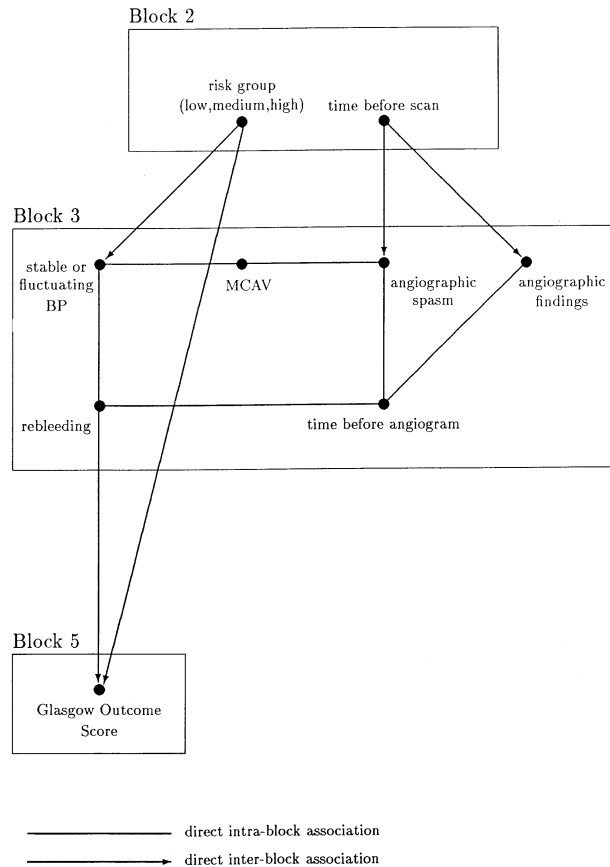 Block 2
risk group
(low,medium,high)
time before scan
Block 3
stable or
fluctuating
BP
MCAV
angiographic
spasm
angiographic
findings
rebleeding
time before angiogram
Block 5
Glasgow Outcome
Score
direct intra-block association
direct inter-block association